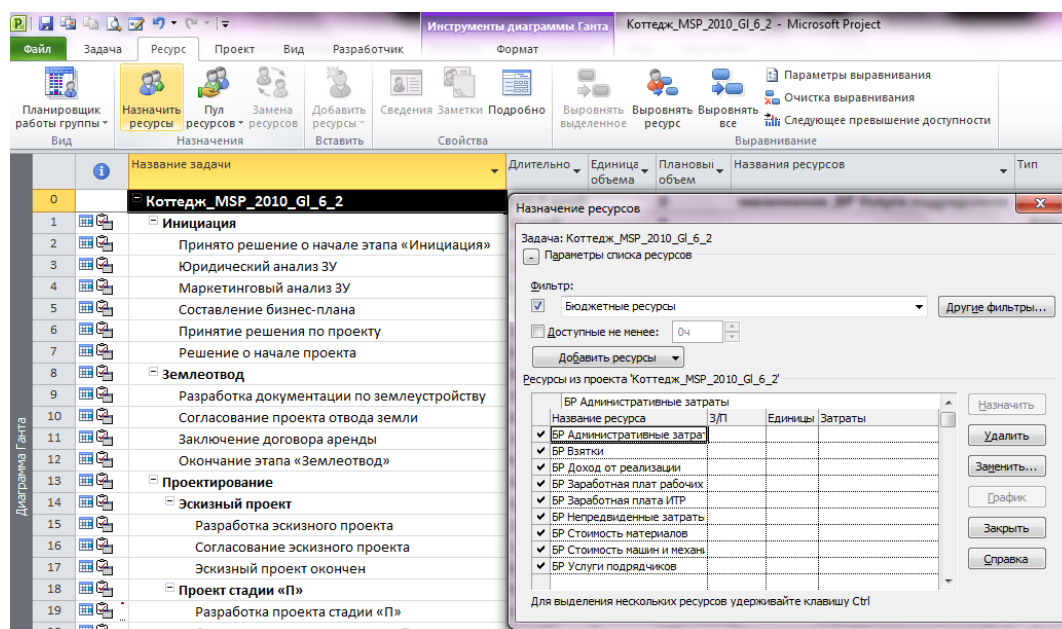 Инструменты диаграммы Ганта
Коттедж_MSP_2010_Gl_6_2 - Microsoft Project
Файл Задача Ресурс Проект Вид Разработчик Формат
Планировщик работы группы
Назначить ресурсы
Пул ресурсов
Замена ресурсов
Добавить ресурсы
Сведения Заметки Подробно
Выровнять выделенное
Выровнять ресурс
Выровнять все
Параметры выравнивания
Очистка выравнивания
Следующее превышение доступности
Вид Назначения Вставить Свойства Выравнивание
Название задачи Длительно Единица объема Плановый объем Названия ресурсов Тип
Диаграмма Ганта
0 Коттедж_MSP_2010_Gl_6_2
1 Инициация
2 Принято решение о начале этапа «Инициация»
3 Юридический анализ ЗУ
4 Маркетинговый анализ ЗУ
5 Составление бизнес-плана
6 Принятие решения по проекту
7 Решение о начале проекта
8 Землеотвод
9 Разработка документации по землеустройству
10 Согласование проекта отвода земли
11 Заключение договора аренды
12 Окончание этапа «Землеотвод»
13 Проектирование
14 Эскизный проект
15 Разработка эскизного проекта
16 Согласование эскизного проекта
17 Эскизный проект окончен
18 Проект стадии «П»
19 Разработка проекта стадии «П»
Назначение ресурсов
Задача: Коттедж_MSP_2010_Gl_6_2
- Параметры списка ресурсов
Фильтр:
Бюджетные ресурсы
Другие фильтры...
Доступные не менее: 0ч
Добавить ресурсы
Ресурсы из проекта 'Коттедж_MSP_2010_Gl_6_2'
БР Административные затраты
Название ресурса З/П Единицы Затраты
БР Административные затрат
БР Взятки
БР Доход от реализации
БР Заработная плат рабочих
БР Заработная плата ИТР
БР Непредвиденные затраты
БР Стоимость материалов
БР Стоимость машин и механи
БР Услуги подрядчиков
Назначить
Удалить
Заменить...
График
Закрыть
Справка
Для выделения нескольких ресурсов удерживайте клавишу Ctrl